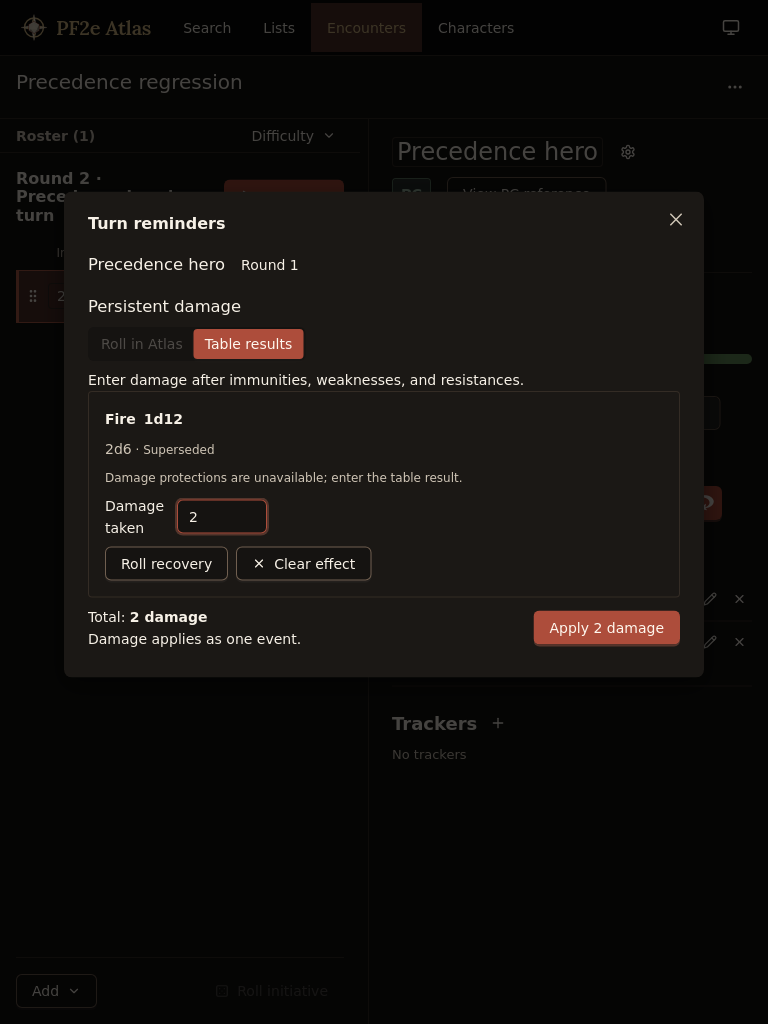 PF2e Atlas Search Lists Encounters Characters
Precedence regression
Roster (1) Difficulty
Precedence hero
Round 2 ·
turn
Turn reminders
Precedence hero Round 1
Persistent damage
Roll in Atlas Table results
Enter damage after immunities, weaknesses, and resistances.
Fire 1d12
2d6 · Superseded
Damage protections are unavailable; enter the table result.
Damage
taken
2
Roll recovery ✕ Clear effect
Total: 2 damage
Damage applies as one event.
Apply 2 damage
Trackers +
No trackers
Add Roll initiative